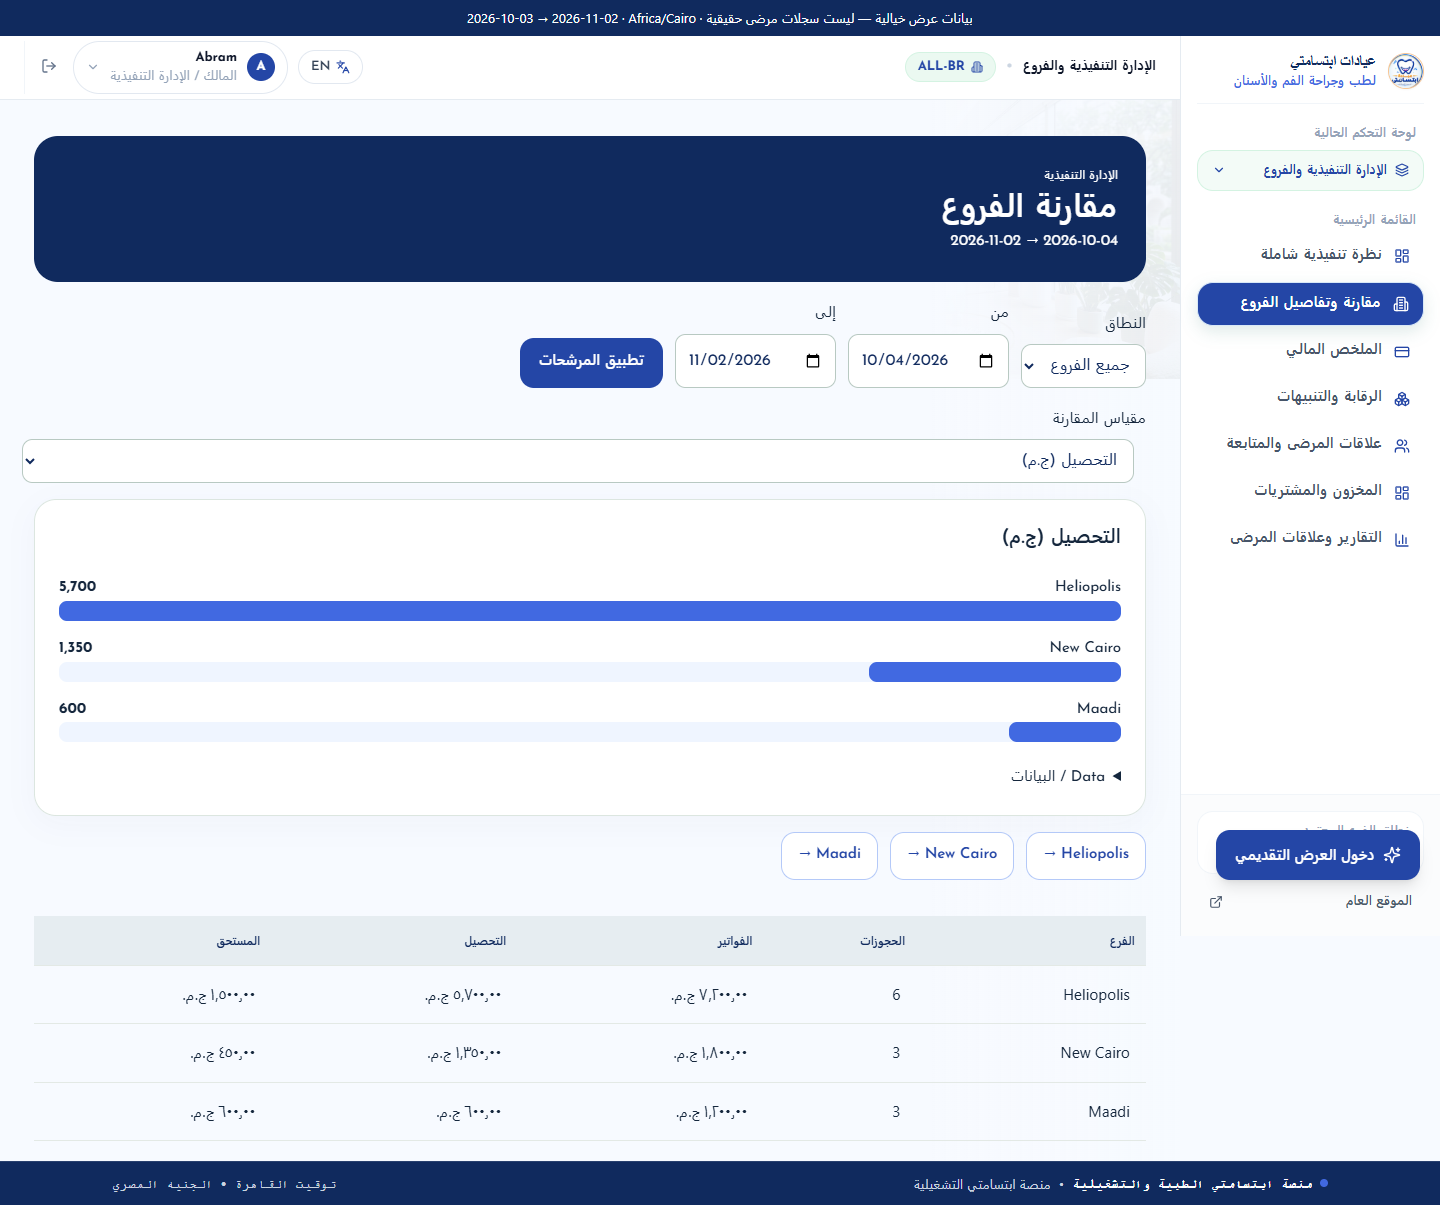 بيانات عرض خيالية — ليست سجلات مرضى حقيقية · Africa/Cairo · 2026-11-02 → 2026-10-03
عيادات ابتسامتي
لطب وجراحة الفم والأسنان
ابتسامتي
لوحة التحكم الحالية
الإدارة التنفيذية والفروع
القائمة الرئيسية
نظرة تنفيذية شاملة
مقارنة وتفاصيل الفروع
الملخص المالي
الرقابة والتنبيهات
علاقات المرضى والمتابعة
المخزون والمشتريات
التقارير وعلاقات المرضى
دخول العرض التقديمي
الموقع العام
الإدارة التنفيذية والفروع • ALL-BR
EN
Abram
المالك / الإدارة التنفيذية
A
الإدارة التنفيذية
مقارنة الفروع
2026-11-02 → 2026-10-04
النطاق
جميع الفروع
من
10/04/2026
إلى
11/02/2026
تطبيق المرشحات
مقياس المقارنة
التحصيل (ج.م)
التحصيل (ج.م)
Heliopolis 5,700
New Cairo 1,350
Maadi 600
Data / البيانات
Heliopolis →
New Cairo →
Maadi →
الفرع الحجوزات الفواتير التحصيل المستحق
Heliopolis 6 ٧,٢٠٠٫٠٠ ج.م. ٥,٧٠٠٫٠٠ ج.م. ١,٥٠٠٫٠٠ ج.م.
New Cairo 3 ١,٨٠٠٫٠٠ ج.م. ١,٣٥٠٫٠٠ ج.م. ٤٥٠٫٠٠ ج.م.
Maadi 3 ١,٢٠٠٫٠٠ ج.م. ٦٠٠٫٠٠ ج.م. ٦٠٠٫٠٠ ج.م.
منصة ابتسامتي الطبية والتشغيلية • منصة ابتسامتي التشغيلية
توقيت القاهرة • الجنيه المصري